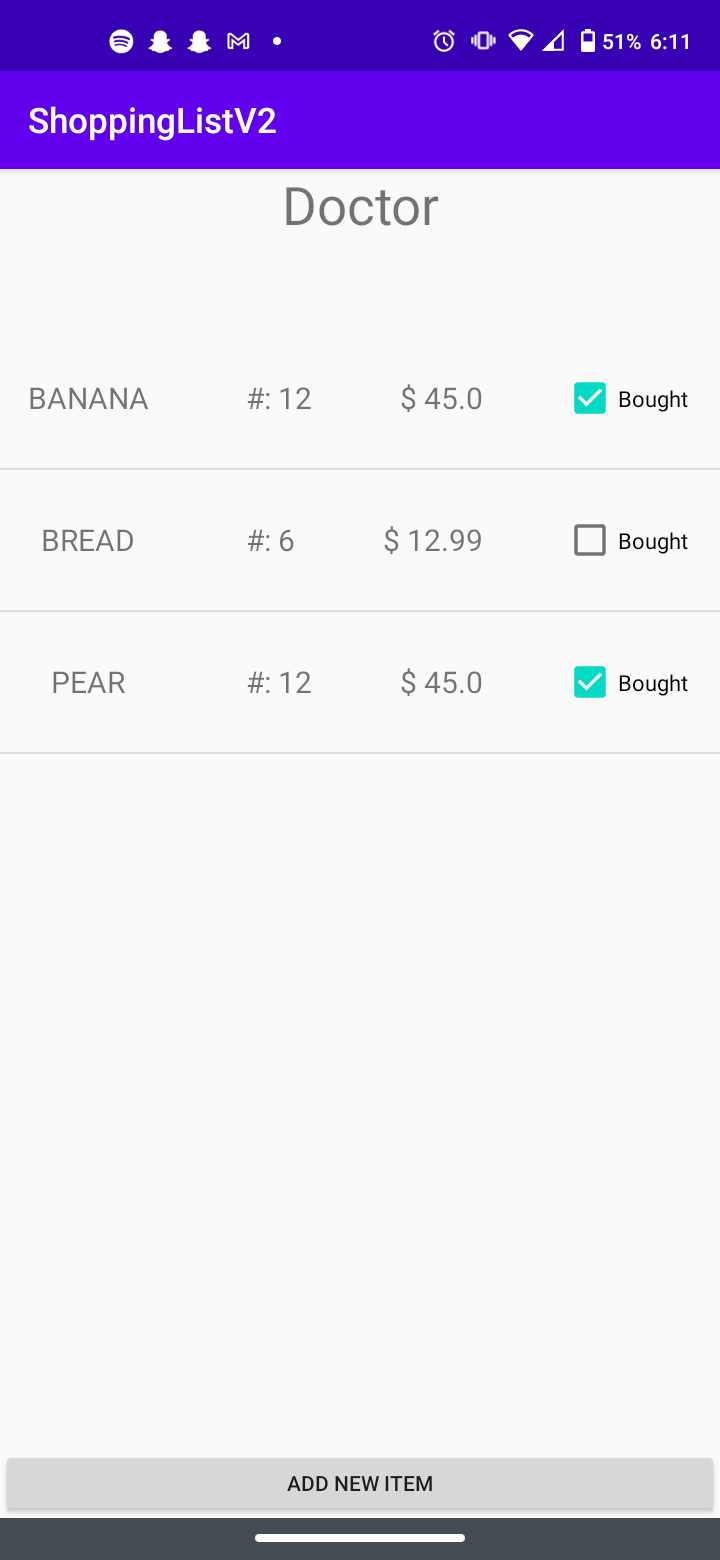 51% 6:11
ShoppingListV2
Doctor
BANANA #: 12 $ 45.0 Bought
BREAD #: 6 $ 12.99 Bought
PEAR #: 12 $ 45.0 Bought
ADD NEW ITEM